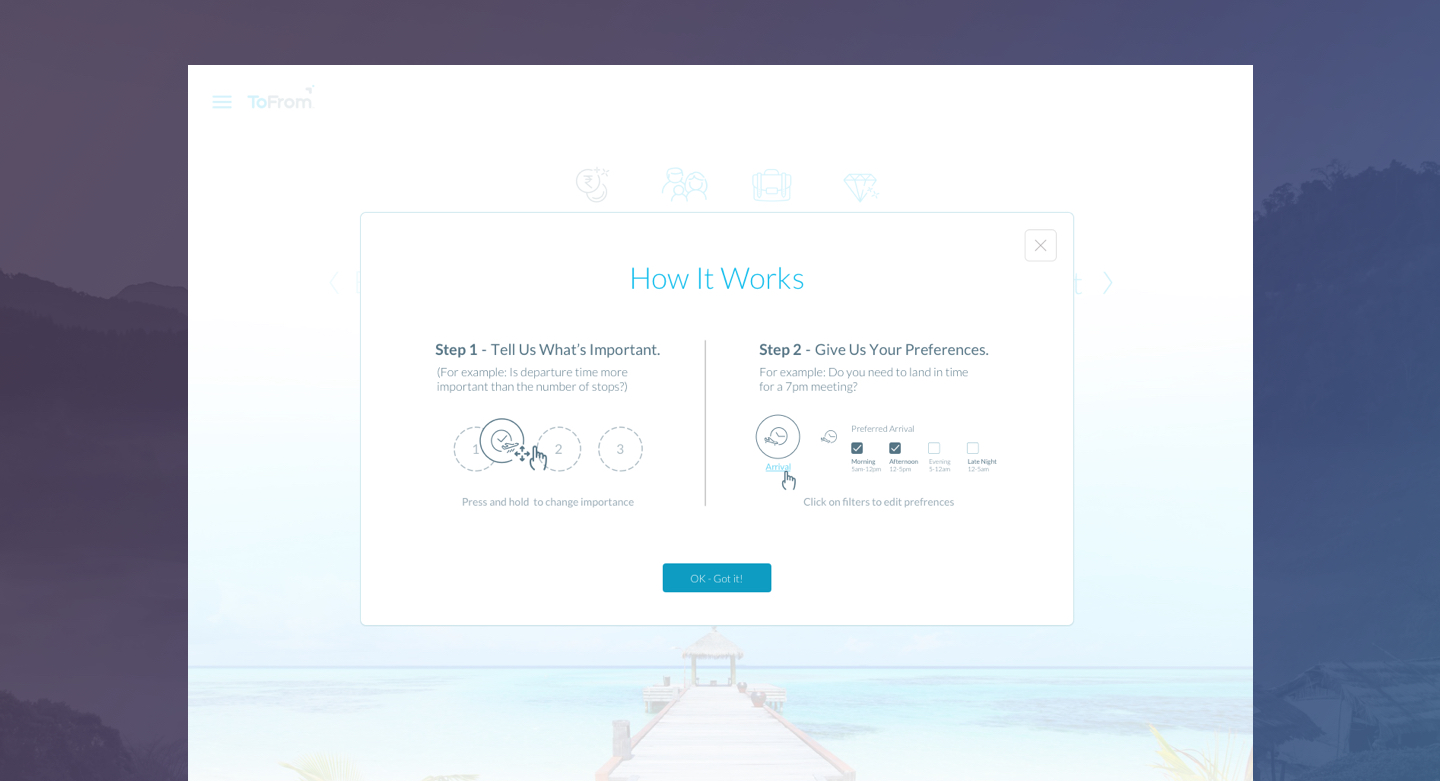 ToFrom
How It Works
Step 1 - Tell Us What's Important.
(For example: Is departure time more
important than the number of stops?)
1
2
3
Press and hold to change importance
Step 2 - Give Us Your Preferences.
For example: Do you need to land in time
for a 7pm meeting?
Arrival
Preferred Arrival
Morning
5am-12pm
Afternoon
12-5pm
Evening
5-12am
Late Night
12-5am
Click on filters to edit prefrences
OK - Got it!